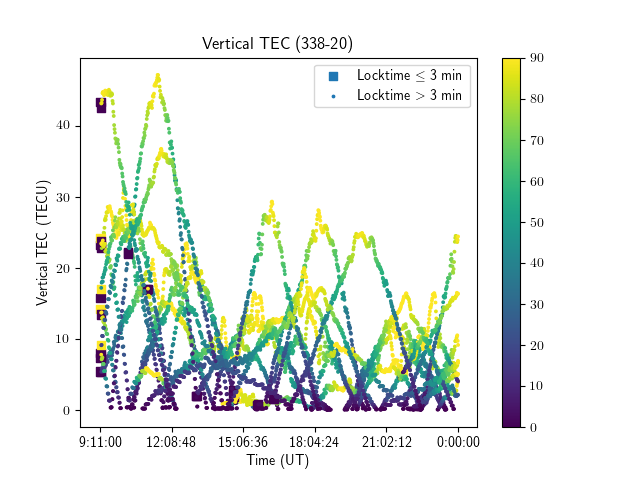 Vertical TEC (338-20)
Locktime ≤ 3 min
Locktime > 3 min
Vertical TEC (TECU)
40
30
20
10
0
9:11:00 12:08:48 15:06:36 18:04:24 21:02:12 0:00:00
Time (UT)
90
80
70
60
50
40
30
20
10
0